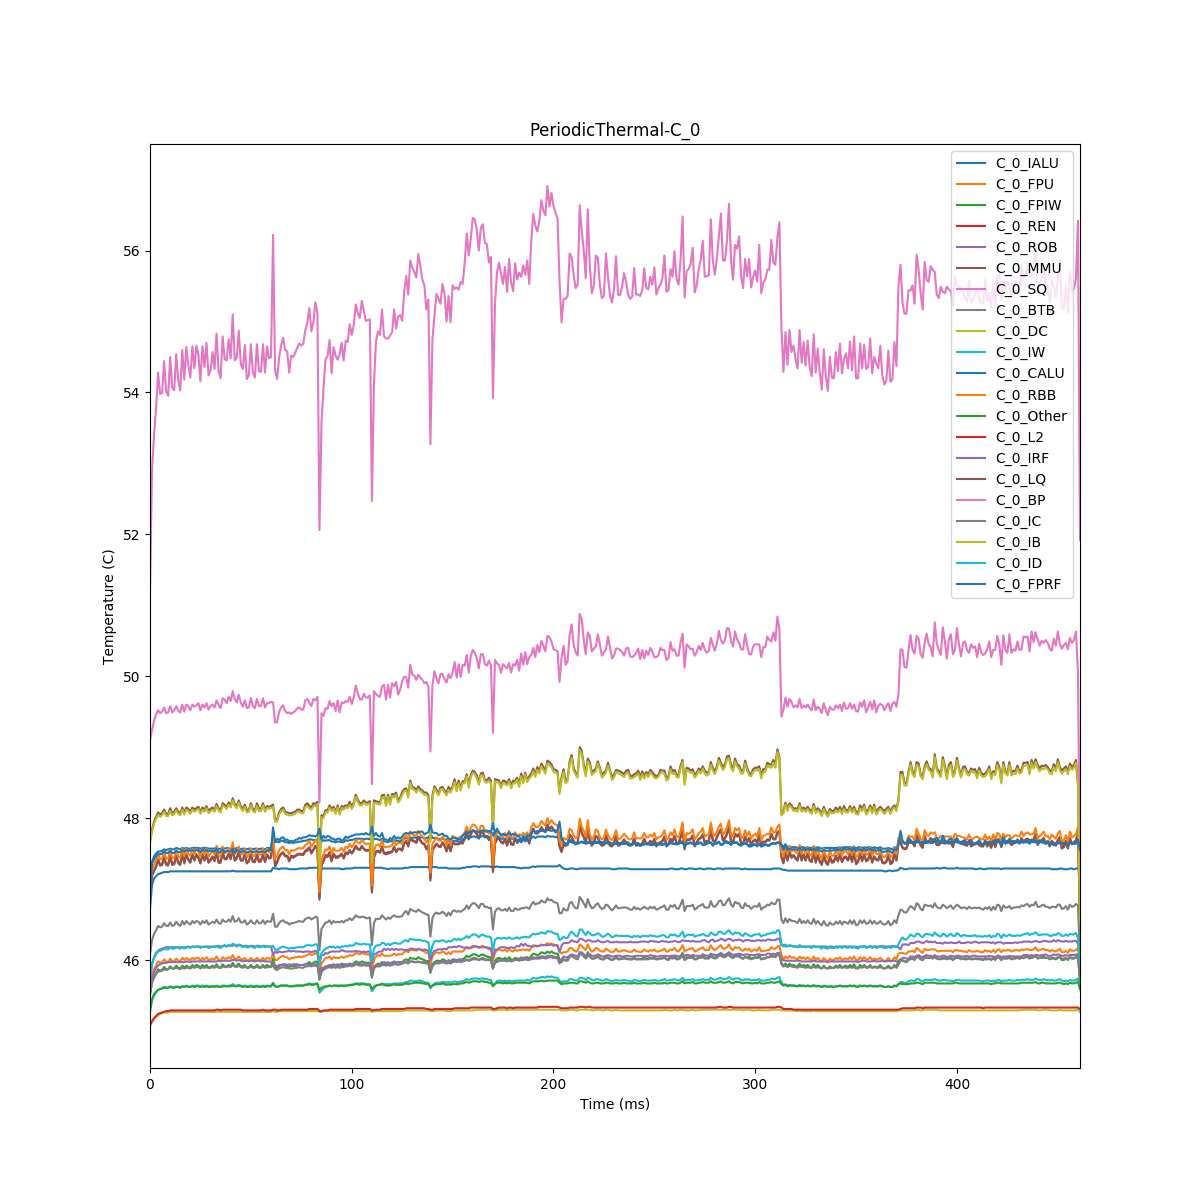 PeriodicThermal-C_0
C_0_IALU
C_0_FPU
C_0_FPIW
C_0_REN
C_0_ROB
C_0_MMU
C_0_SQ
C_0_BTB
C_0_DC
C_0_IW
C_0_CALU
C_0_RBB
C_0_Other
C_0_L2
C_0_IRF
C_0_LQ
C_0_BP
C_0_IC
C_0_IB
C_0_ID
C_0_FPRF
56
54
52
50
48
46
Temperature (C)
0 100 200 300 400
Time (ms)